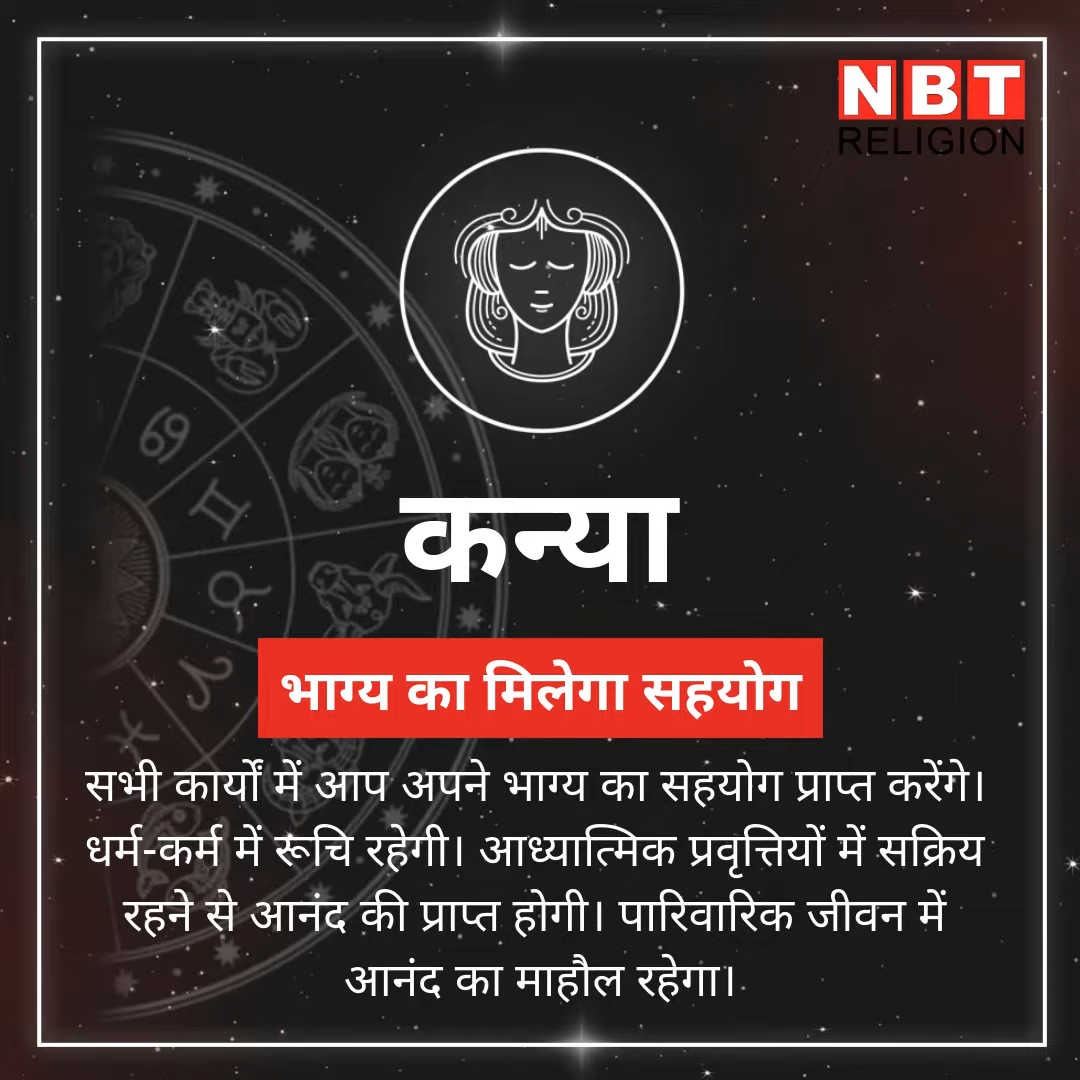 NBT
RELIGION
कन्या
भाग्य का मिलेगा सहयोग
सभी कार्यों में आप अपने भाग्य का सहयोग प्राप्त करेंगे।
धर्म-कर्म में रूचि रहेगी। आध्यात्मिक प्रवृत्तियों में सक्रिय
रहने से आनंद की प्राप्त होगी। पारिवारिक जीवन में
आनंद का माहौल रहेगा।